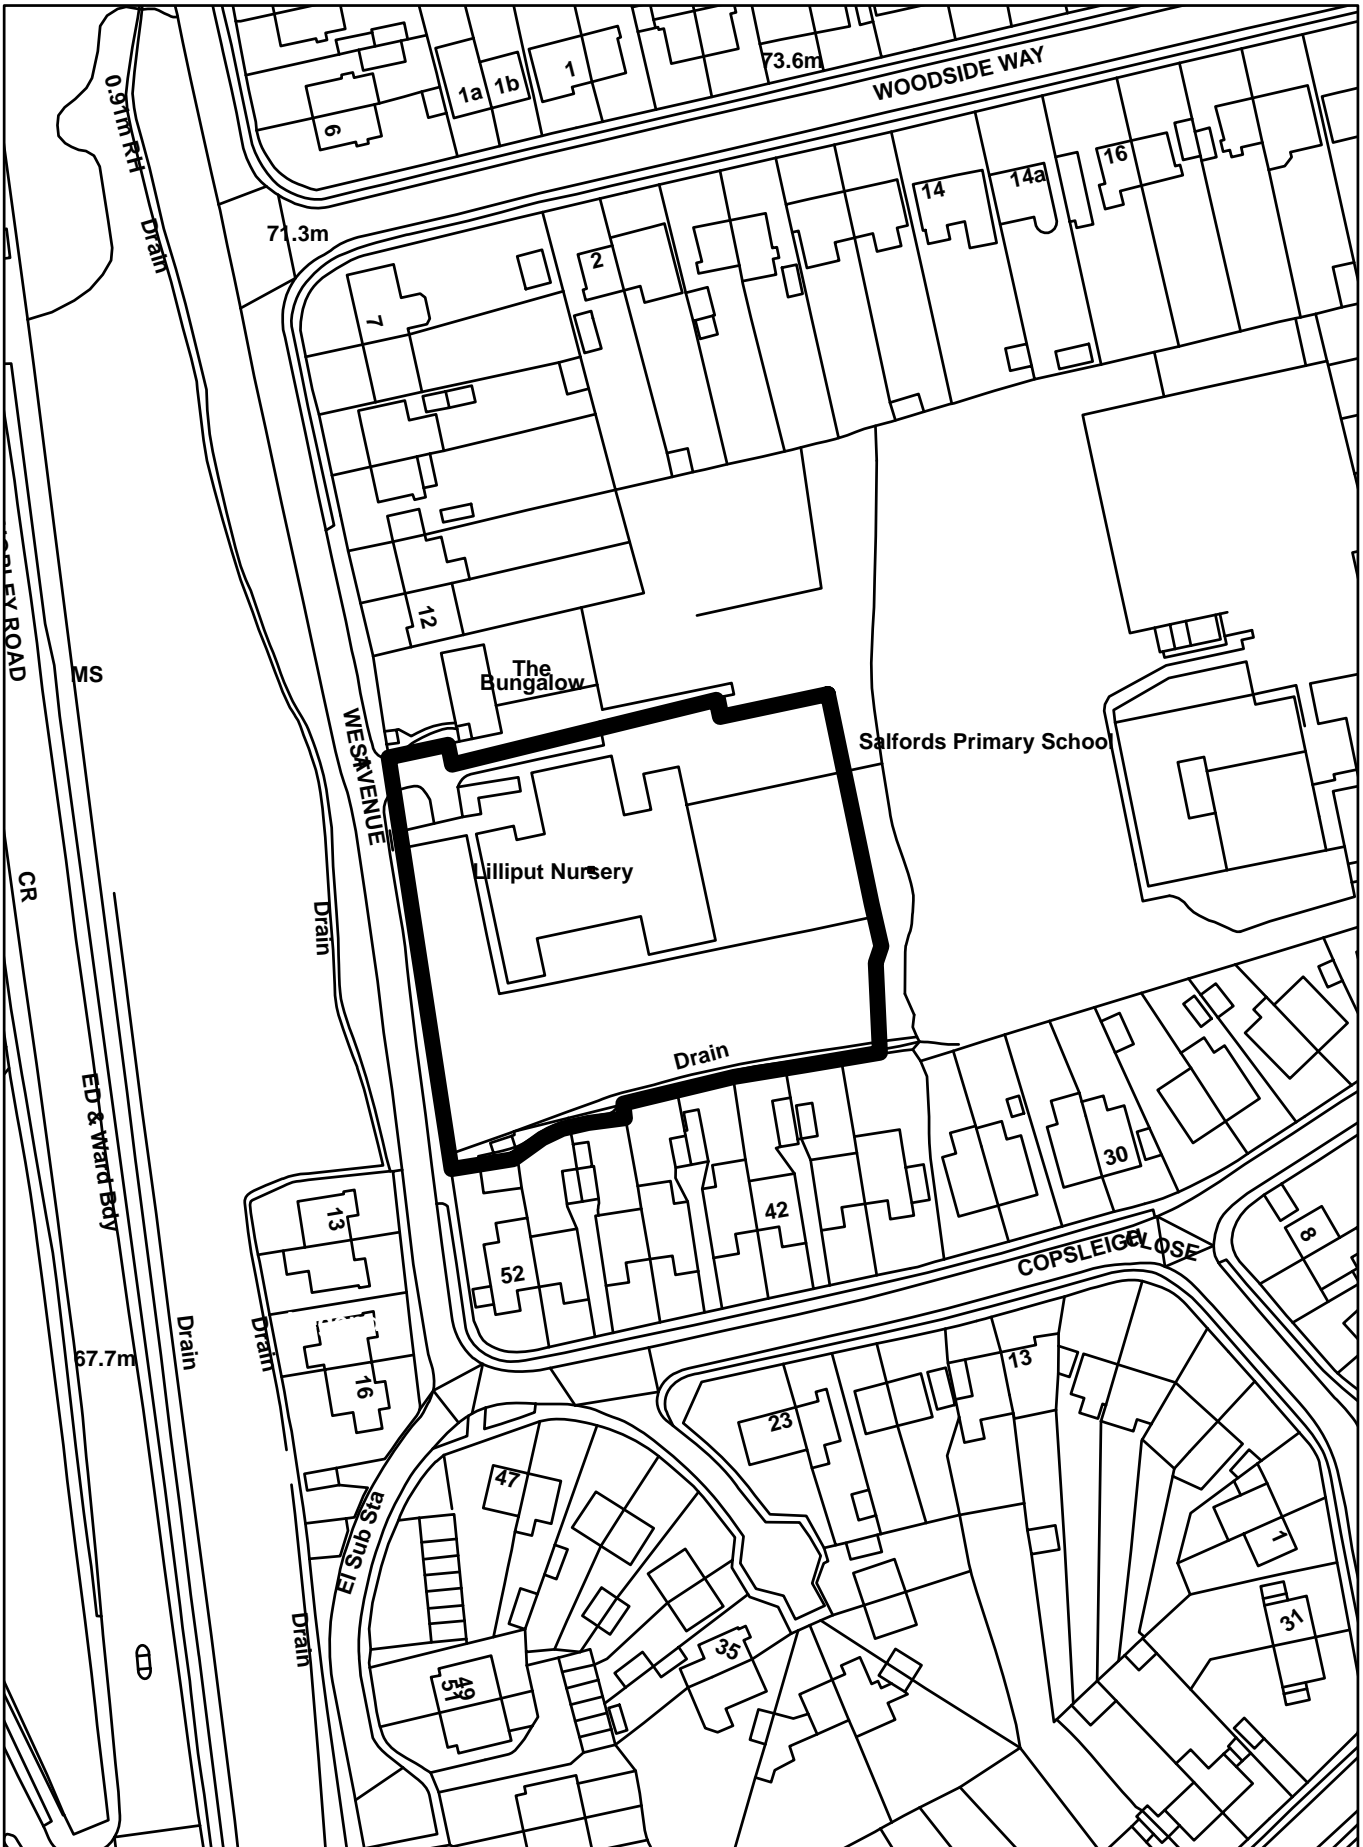 73.6m
WOODSIDE WAY
1a
1b
1
6
0.91m RH
Drain
71.3m
2
14
14a
16
7
12
The
Bungalow
MS
ROAD
WEST AVENUE
Salfords Primary School
Lilliput Nursery
CR
Drain
Drain
ED & Ward Bdy
30
42
13
52
COPSLEIGH CLOSE
8
Drain
Drain
67.7m
16
13
23
47
El Sub Sta
1
Drain
31
35
49
57